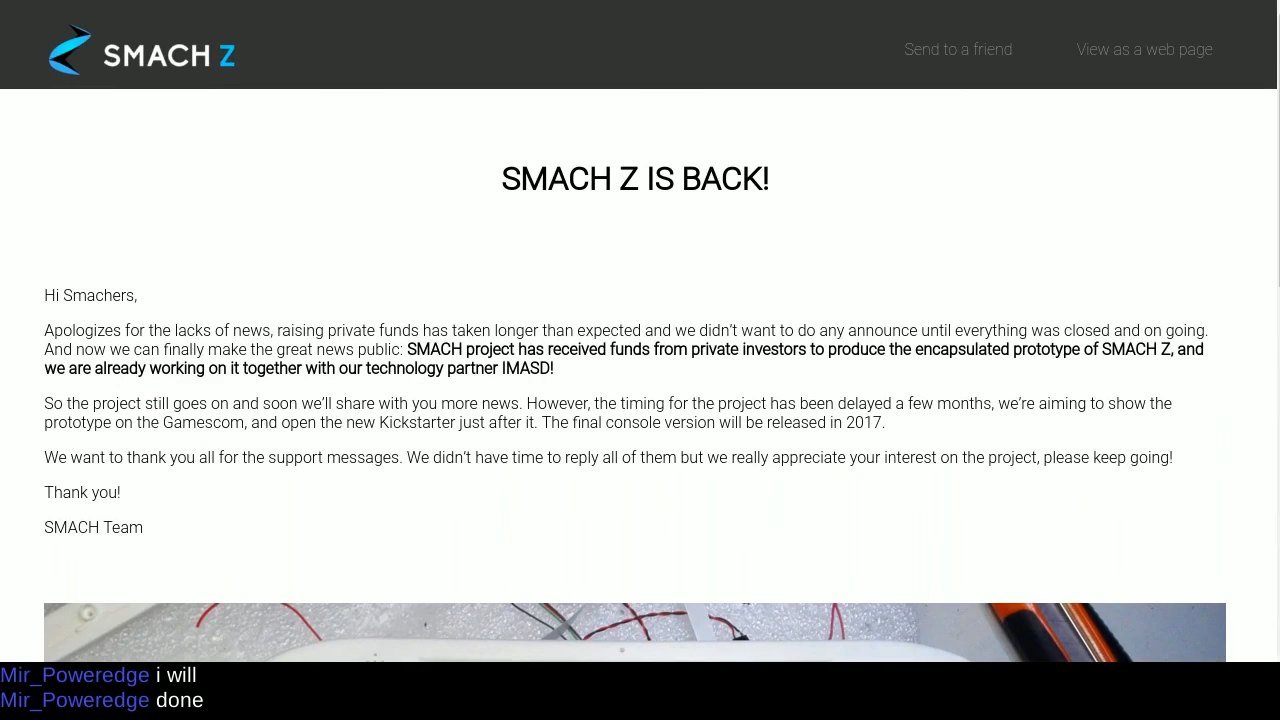 SMACH Z
Send to a friend
View as a web page
SMACH Z IS BACK!
Hi Smachers,
Apologizes for the lacks of news, raising private funds has taken longer than expected and we didn’t want to do any announce until everything was closed and on going.
And now we can finally make the great news public: SMACH project has received funds from private investors to produce the encapsulated prototype of SMACH Z, and
we are already working on it together with our technology partner IMASD!
So the project still goes on and soon we’ll share with you more news. However, the timing for the project has been delayed a few months, we’re aiming to show the
prototype on the Gamescom, and open the new Kickstarter just after it. The final console version will be released in 2017.
We want to thank you all for the support messages. We didn’t have time to reply all of them but we really appreciate your interest on the project, please keep going!
Thank you!
SMACH Team
Mir_Poweredge i will
Mir_Poweredge done